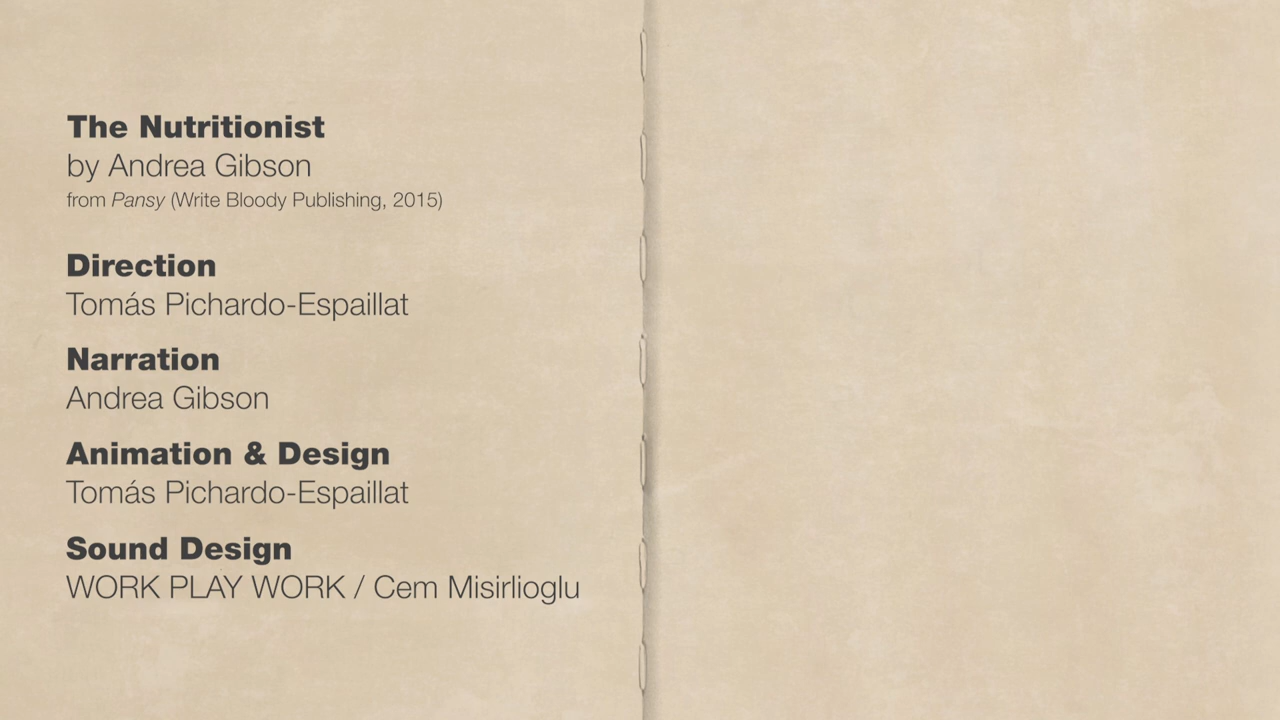 The Nutritionist
by Andrea Gibson
from Pansy (Write Bloody Publishing, 2015)
Direction
Tomás Pichardo-Espaillat
Narration
Andrea Gibson
Animation & Design
Tomás Pichardo-Espaillat
Sound Design
WORK PLAY WORK / Cem Misirlioglu